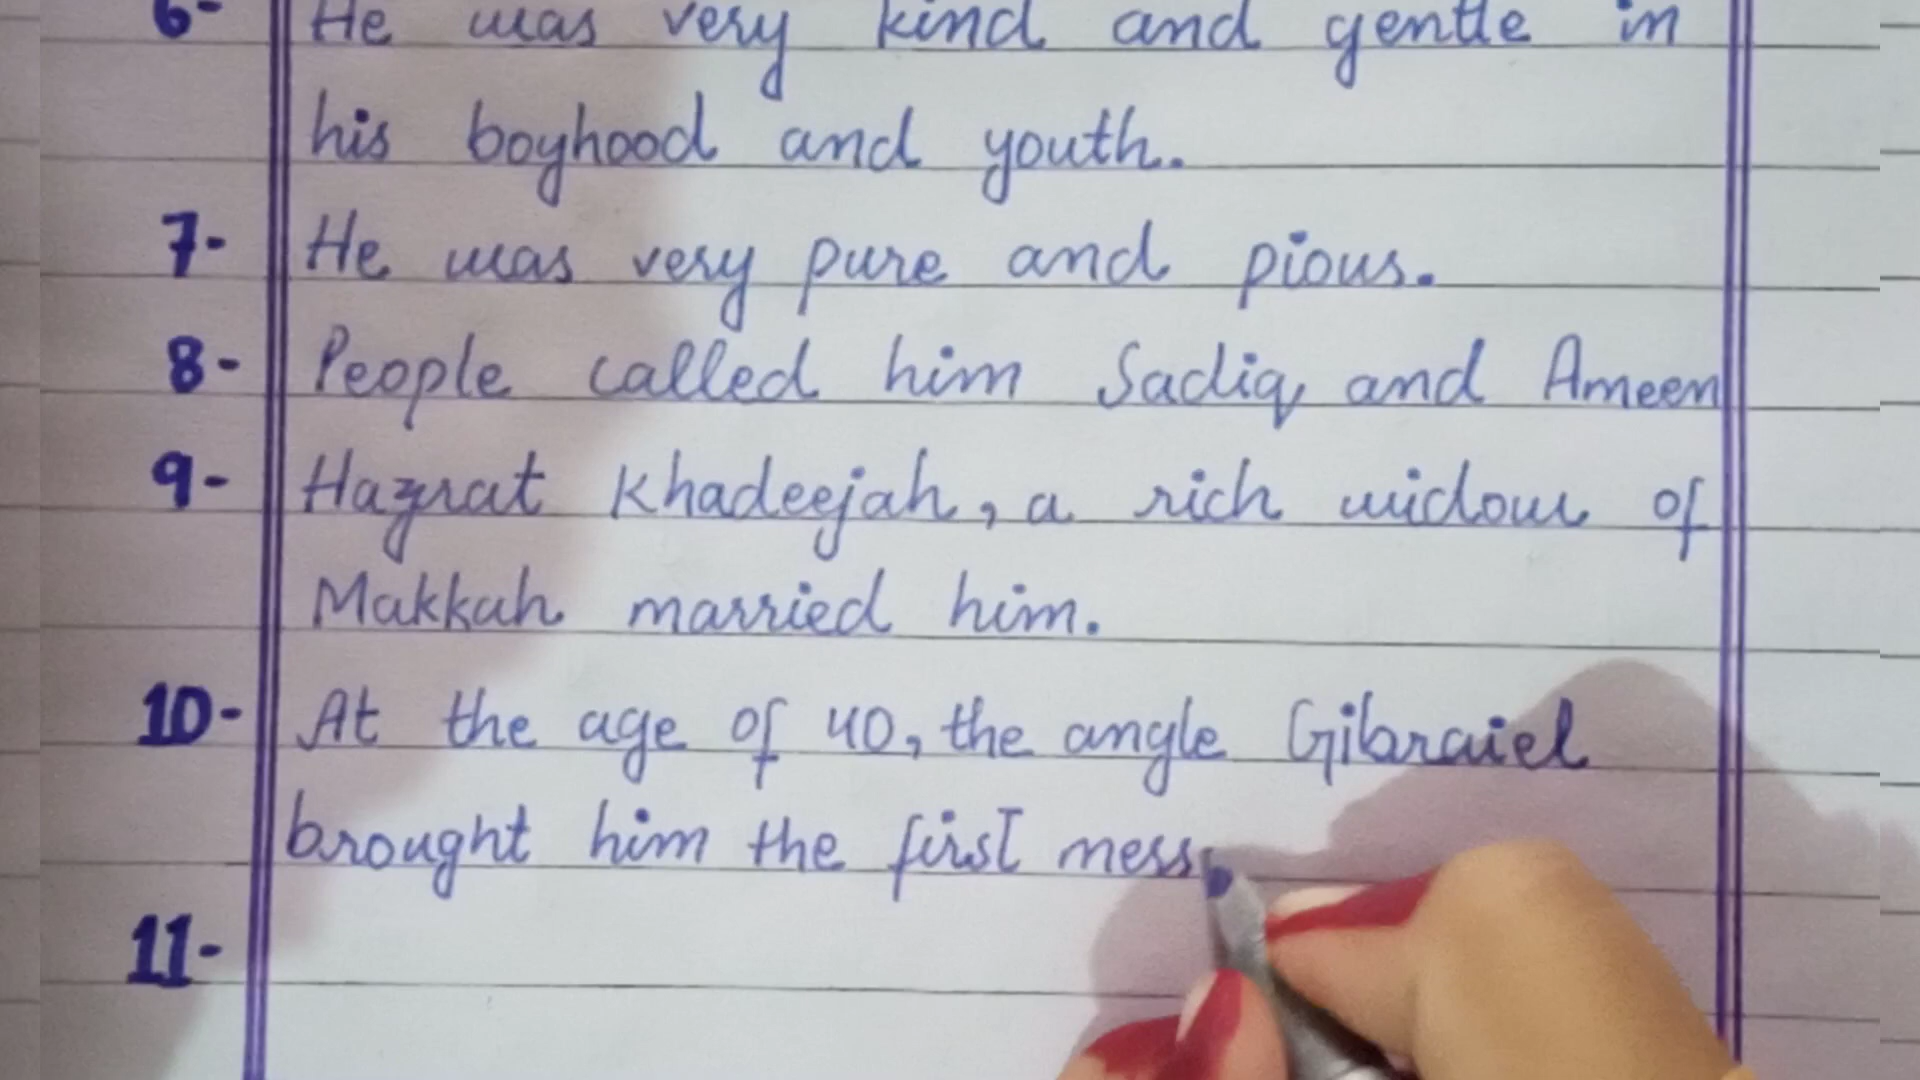 6- He was very kind and gentle in
his boyhood and youth.
7- He was very pure and pious.
8- People called him Sadiq and Ameen
9- Hazrat Khadeejah, a rich widow of
Makkah married him.
10- At the age of 40, the angle Gibraiel
brought him the first mess
11-